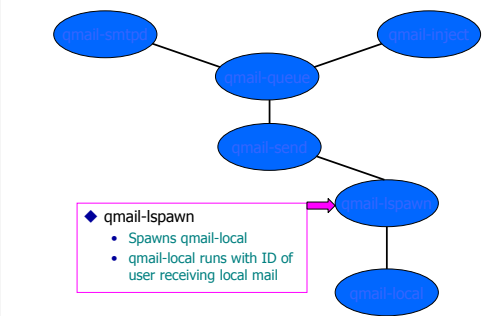 qmail-smtpd
qmail-inject
qmail-queue
qmail-send
qmail-lspawn
qmail-lspawn
• Spawns qmail-local
• qmail-local runs with ID of
user receiving local mail
qmail-local